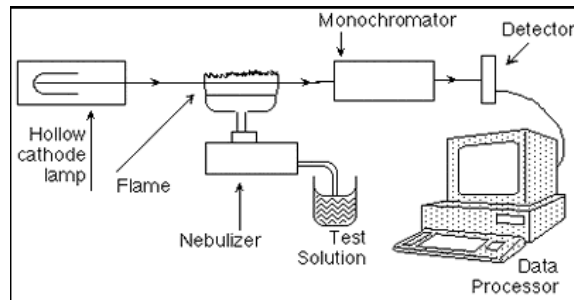 Monochromator
Detector
Hollow
cathode
lamp
Flame
Nebulizer
Test
Solution
Data
Processor